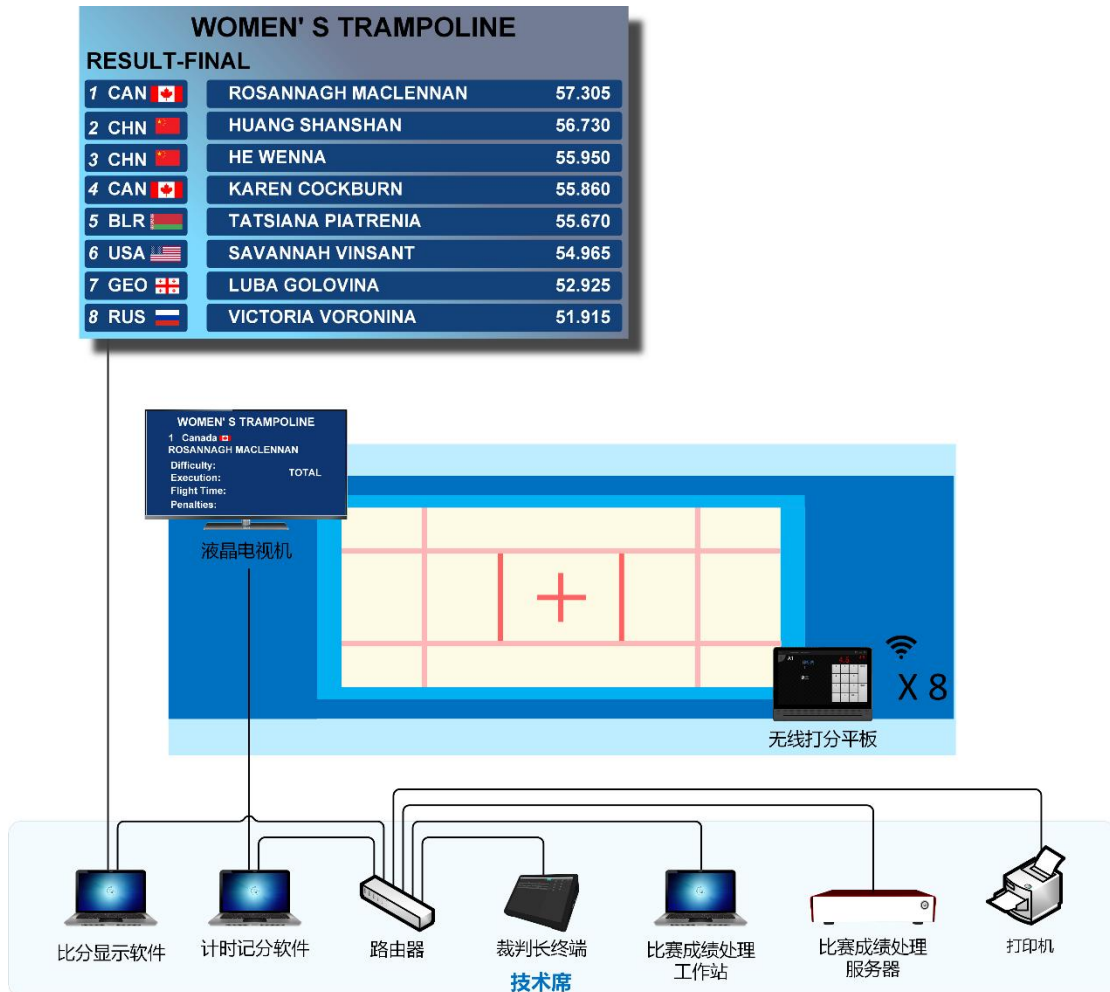 WOMEN' S TRAMPOLINE
RESULT-FINAL
1 CAN ROSANNAGH MACLENNAN 57.305
2 CHN HUANG SHANSHAN 56.730
3 CHN HE WENNA 55.950
4 CAN KAREN COCKBURN 55.860
5 BLR TATSIANA PIATRENIA 55.670
6 USA SAVANNAH VINSANT 54.965
7 GEO LUBA GOLOVINA 52.925
8 RUS VICTORIA VORONINA 51.915
WOMEN' S TRAMPOLINE
1 Canada
ROSANNAGH MACLENNAN
Difficulty:
Execution:
TOTAL
Flight Time:
Penalties:
液晶电视机
A1
X 8
无线打分平板
比分显示软件
计时记分软件
路由器
裁判长终端
比赛成绩处理
工作站
比赛成绩处理
服务器
打印机
技术席